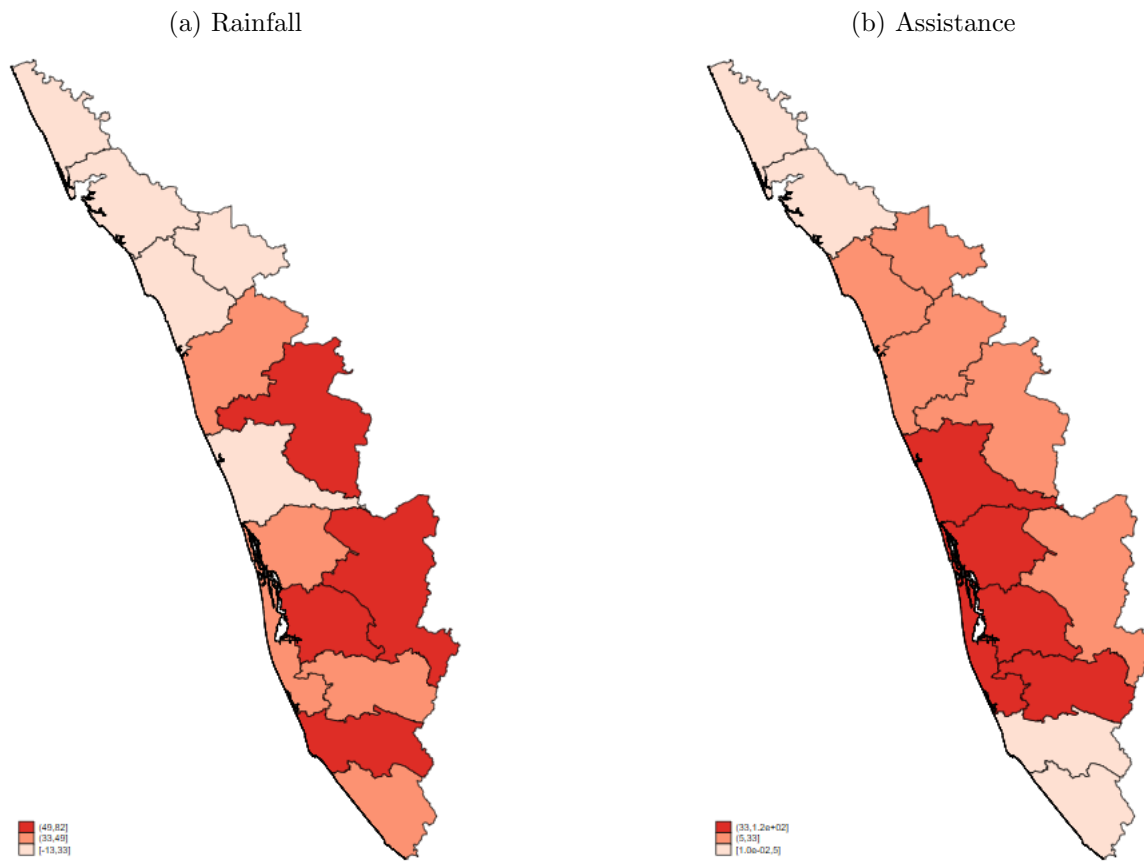 (a) Rainfall
(49,82]
(33,49]
[-13,33]
(b) Assistance
(33,1.2e+02]
(5,33]
[1.0e-02,5]